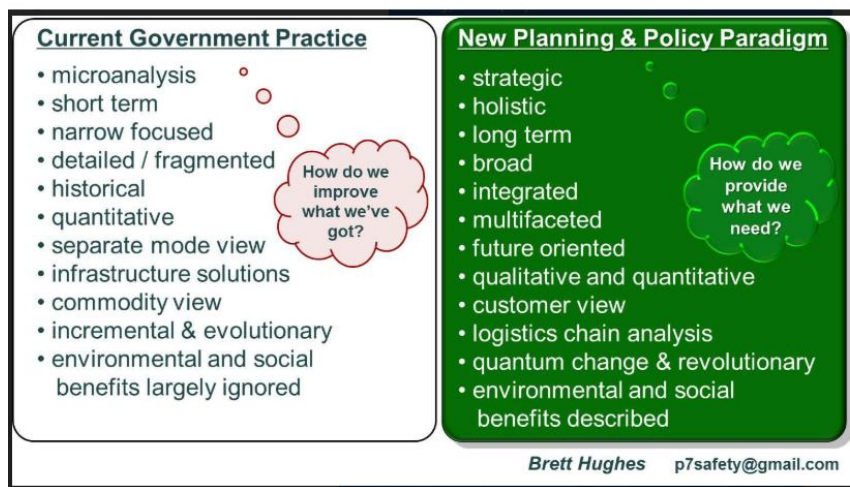 Current Government Practice
• microanalysis
• short term
• narrow focused
• detailed / fragmented
• historical
• quantitative
• separate mode view
• infrastructure solutions
• commodity view
• incremental & evolutionary
• environmental and social
benefits largely ignored
How do we
improve
what we've
got?
New Planning & Policy Paradigm
• strategic
• holistic
• long term
• broad
• integrated
• multifaceted
• future oriented
• qualitative and quantitative
• customer view
• logistics chain analysis
• quantum change & revolutionary
• environmental and social
benefits described
How do we
provide
what we
need?
Brett Hughes p7safety@gmail.com